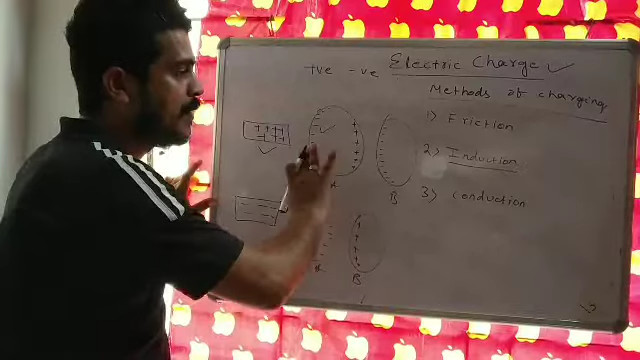 +ve -ve Electric Charge ✓
Methods of charging
1) Friction
2) Induction
3) Conduction
B
B